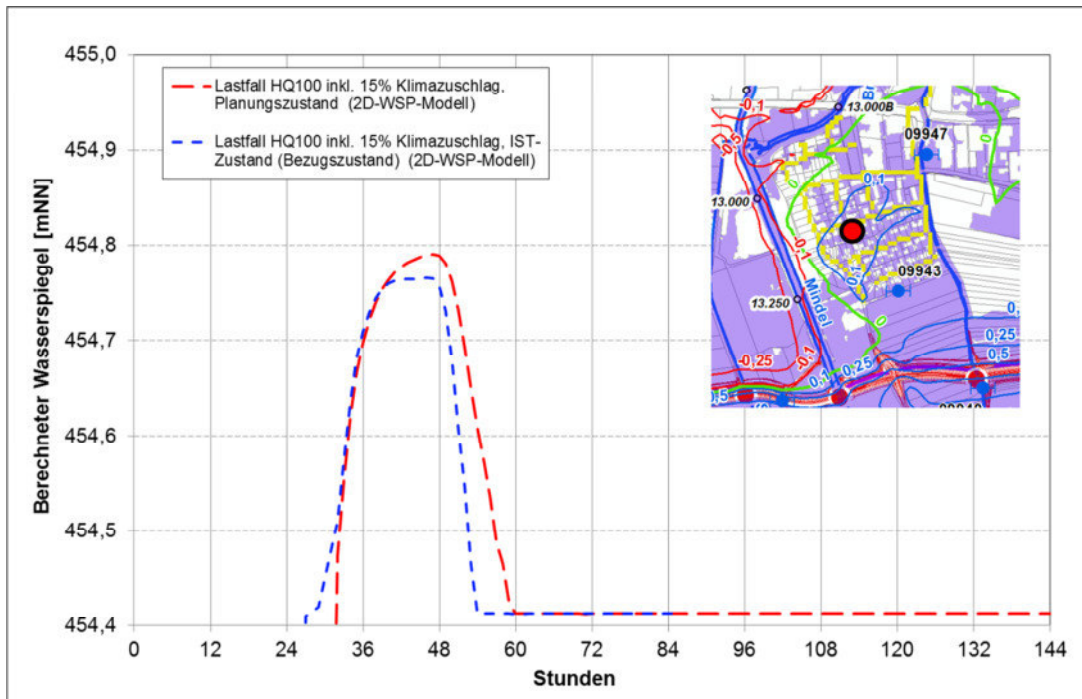 455,0
454,9
454,8
454,7
454,6
454,5
454,4
Berechneter Wasserspiegel [mNN]
Lastfall HQ100 inkl. 15% Klimazuschlag,
Planungszustand (2D-WSP-Modell)
Lastfall HQ100 inkl. 15% Klimazuschlag, IST-
Zustand (Bezugszustand) (2D-WSP-Modell)
-0,1
13.000B
-0,5
09947
0
0
0,1
13.000
-0,1
0,1
09943
Mindel
13.250
0
0,25
-0,25
-0,1
0,1
0,25
0,5
0,5
0 12 24 36 48 60 72 84 96 108 120 132 144
Stunden